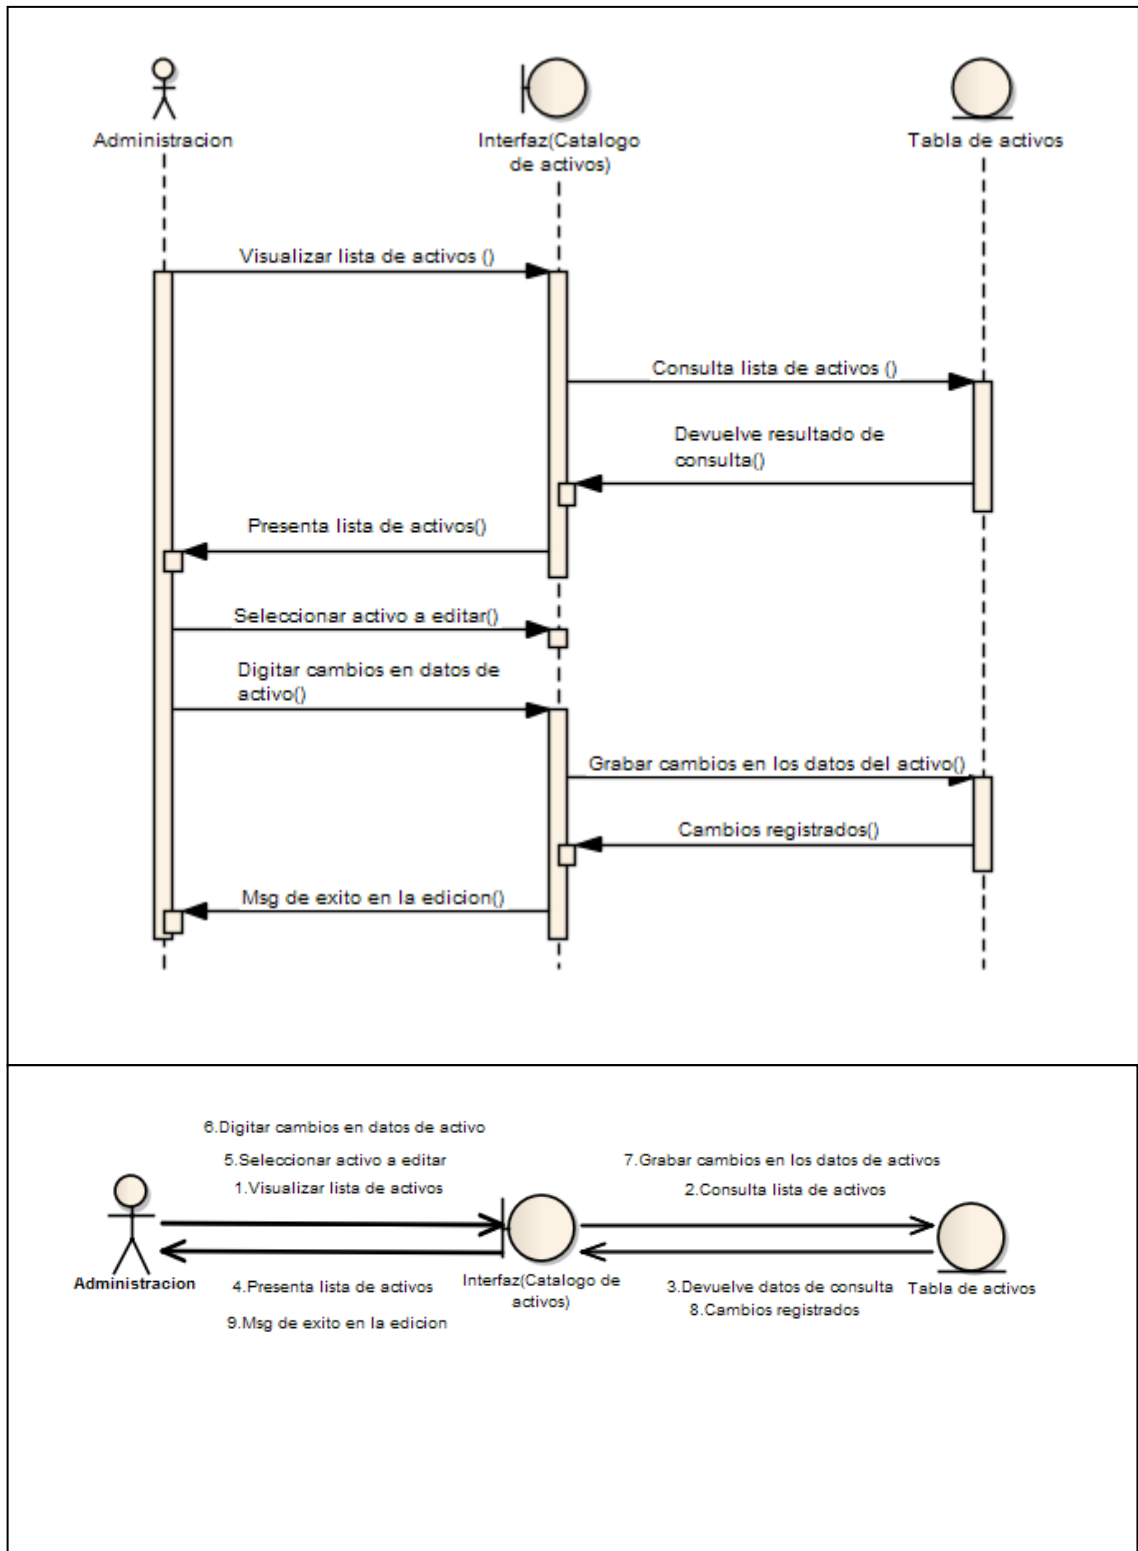 Administracion
Interfaz(Catalogo
de activos)
Tabla de activos
Visualizar lista de activos ()
Consulta lista de activos ()
Devuelve resultado de
consulta()
Presenta lista de activos()
Seleccionar activo a editar()
Digitar cambios en datos de
activo()
Grabar cambios en los datos del activo()
Cambios registrados()
Msg de exito en la edicion()
6.Digitar cambios en datos de activo
5.Seleccionar activo a editar
1.Visualizar lista de activos
7.Grabar cambios en los datos de activos
2.Consulta lista de activos
Administracion
Interfaz(Catalogo de
activos)
Tabla de activos
4.Presenta lista de activos
9.Msg de exito en la edicion
3.Devuelve datos de consulta
8.Cambios registrados